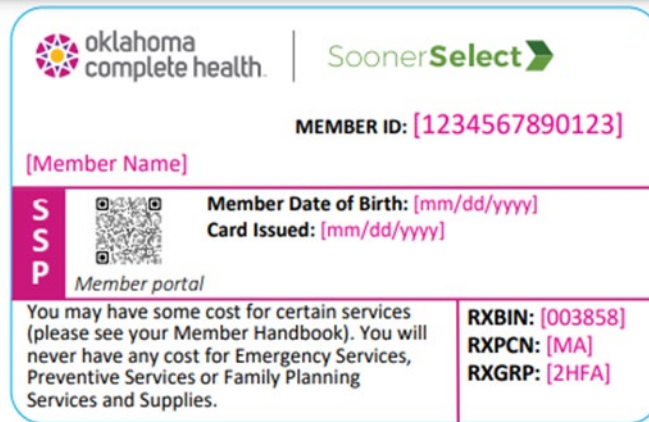 oklahoma
complete health.
SoonerSelect
MEMBER ID: [1234567890123]
[Member Name]
SSP
Member portal
Member Date of Birth: [mm/dd/yyyy]
Card Issued: [mm/dd/yyyy]
You may have some cost for certain services
(please see your Member Handbook). You will
never have any cost for Emergency Services,
Preventive Services or Family Planning
Services and Supplies.
RXBIN: [003858]
RXPCN: [MA]
RXGRP: [2HFA]